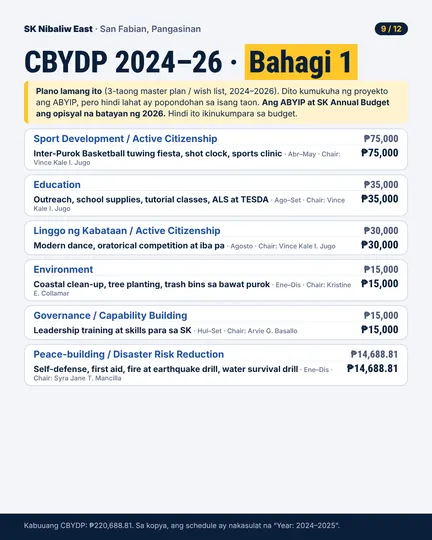 SK Nibaliw East · San Fabian, Pangasinan
9 / 12
CBYDP 2024–26 · Bahagi 1
Plano lamang ito (3-taong master plan / wish list, 2024–2026). Dito kumukuha ng proyekto
ang ABYIP, pero hindi lahat ay popondohan sa isang taon. Ang ABYIP at SK Annual Budget
ang opisyal na batayan ng 2026. Hindi ito ikinukumpara sa budget.
Sport Development / Active Citizenship ₱75,000
Inter-Purok Basketball tuwing fiesta, shot clock, sports clinic · Abr–May · Chair: ₱75,000
Vince Kale I. Jugo
Education ₱35,000
Outreach, school supplies, tutorial classes, ALS at TESDA · Ago–Set · Chair: Vince ₱35,000
Kale I. Jugo
Linggo ng Kabataan / Active Citizenship ₱30,000
Modern dance, oratorical competition at iba pa · Agosto · Chair: Vince Kale I. Jugo ₱30,000
Environment ₱15,000
Coastal clean-up, tree planting, trash bins sa bawat purok · Ene–Dis · Chair: Kristine ₱15,000
E. Collamar
Governance / Capability Building ₱15,000
Leadership training at skills para sa SK · Hul–Set · Chair: Arvie G. Basallo ₱15,000
Peace-building / Disaster Risk Reduction ₱14,688.81
Self-defense, first aid, fire at earthquake drill, water survival drill · Ene–Dis · ₱14,688.81
Chair: Syra Jane T. Mancilla
Kabuuang CBYDP: ₱220,688.81. Sa kopya, ang schedule ay nakasulat na “Year: 2024–2025”.